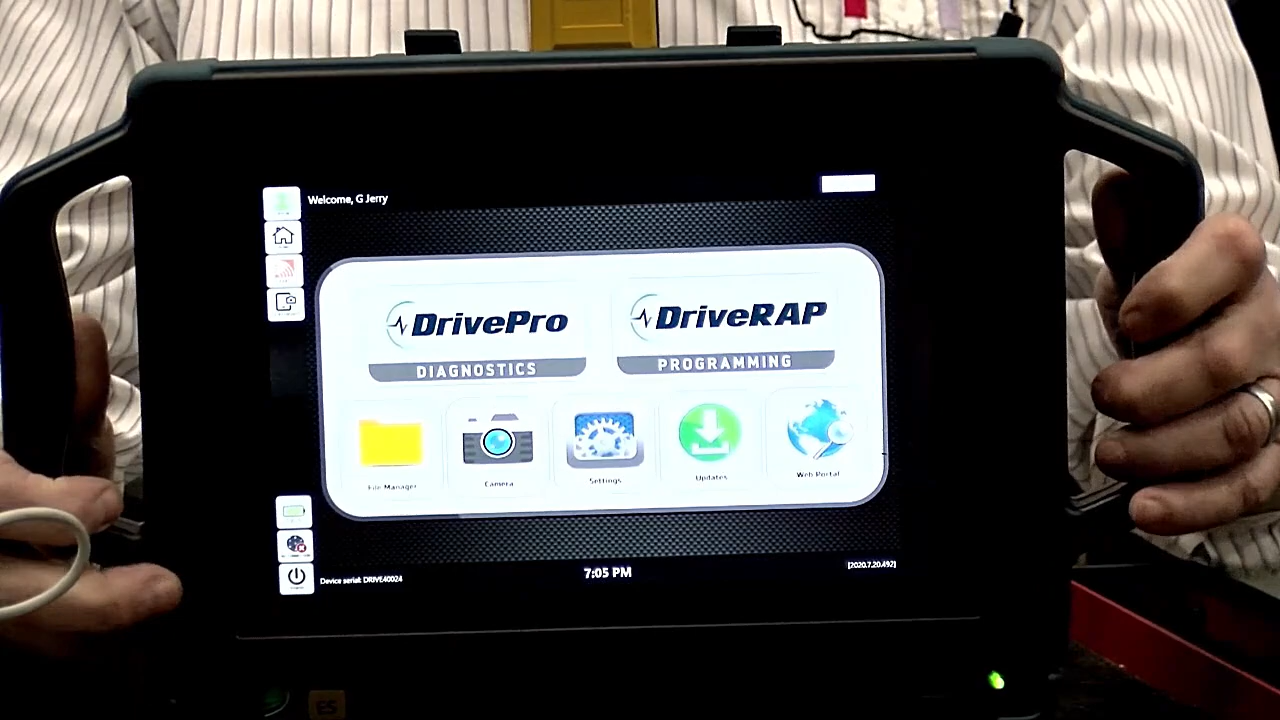 Welcome, G Jerry
DrivePro
DIAGNOSTICS
DriveRAP
PROGRAMMING
File Manager
Camera
Settings
Updates
Web Portal
Device serial: DRIVE40024
7:05 PM
[2020.7.20.492]
ES